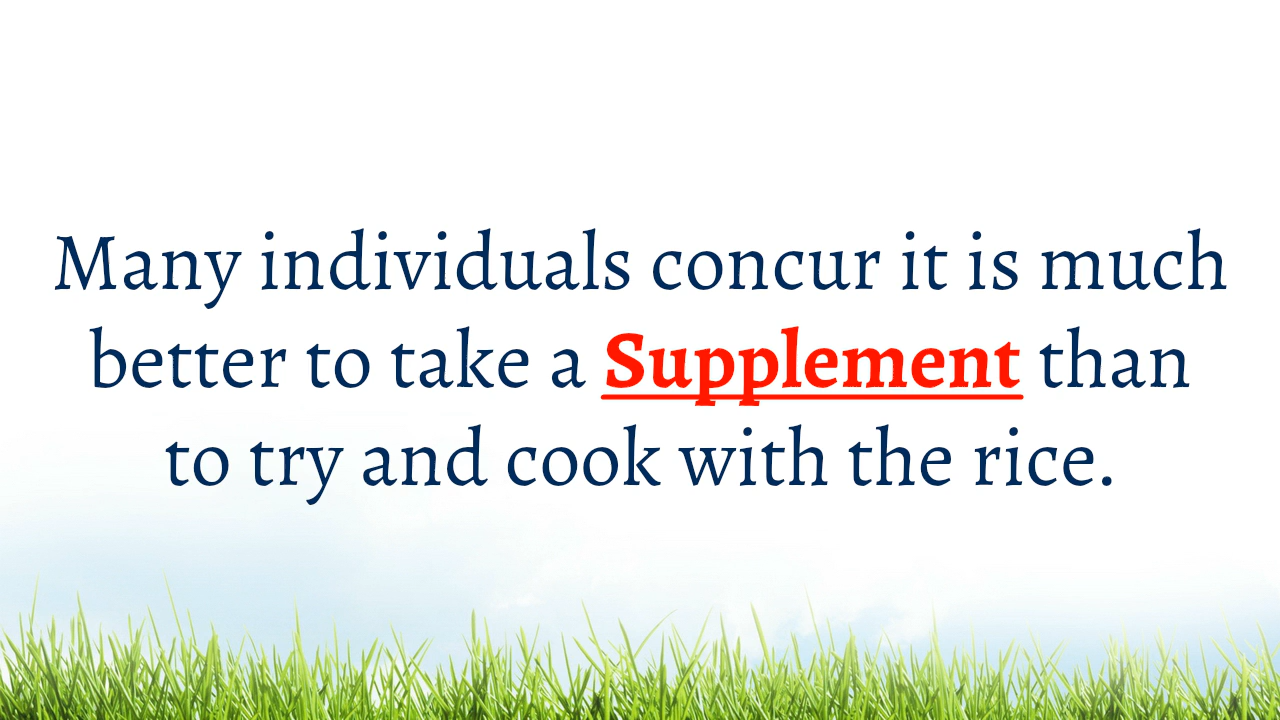 Many individuals concur it is much
better to take a Supplement than
to try and cook with the rice.